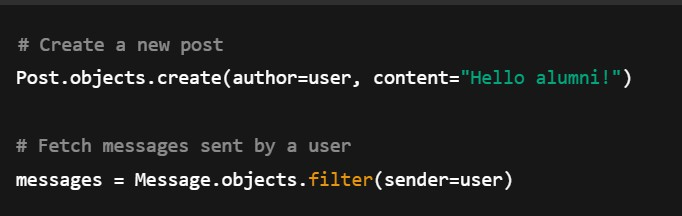 # Create a new post
Post.objects.create(author=user, content="Hello alumni!")
# Fetch messages sent by a user
messages = Message.objects.filter(sender=user)